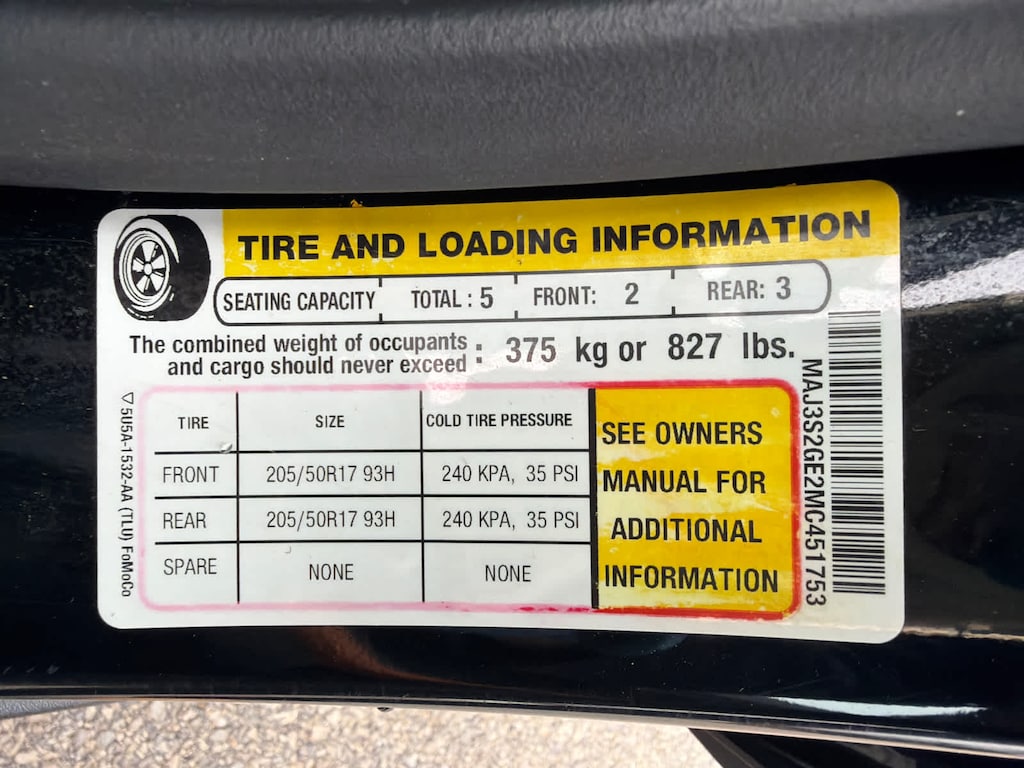 TIRE AND LOADING INFORMATION
SEATING CAPACITY TOTAL : 5 FRONT: 2 REAR: 3
The combined weight of occupants
and cargo should never exceed : 375 kg or 827 lbs.
TIRE SIZE COLD TIRE PRESSURE
FRONT 205/50R17 93H 240 KPA, 35 PSI
REAR 205/50R17 93H 240 KPA, 35 PSI
SPARE NONE NONE
SEE OWNERS
MANUAL FOR
ADDITIONAL
INFORMATION
▽5U5A-1532-AA (TLU) FoMoCo
MAJ3S2GE2MC451753